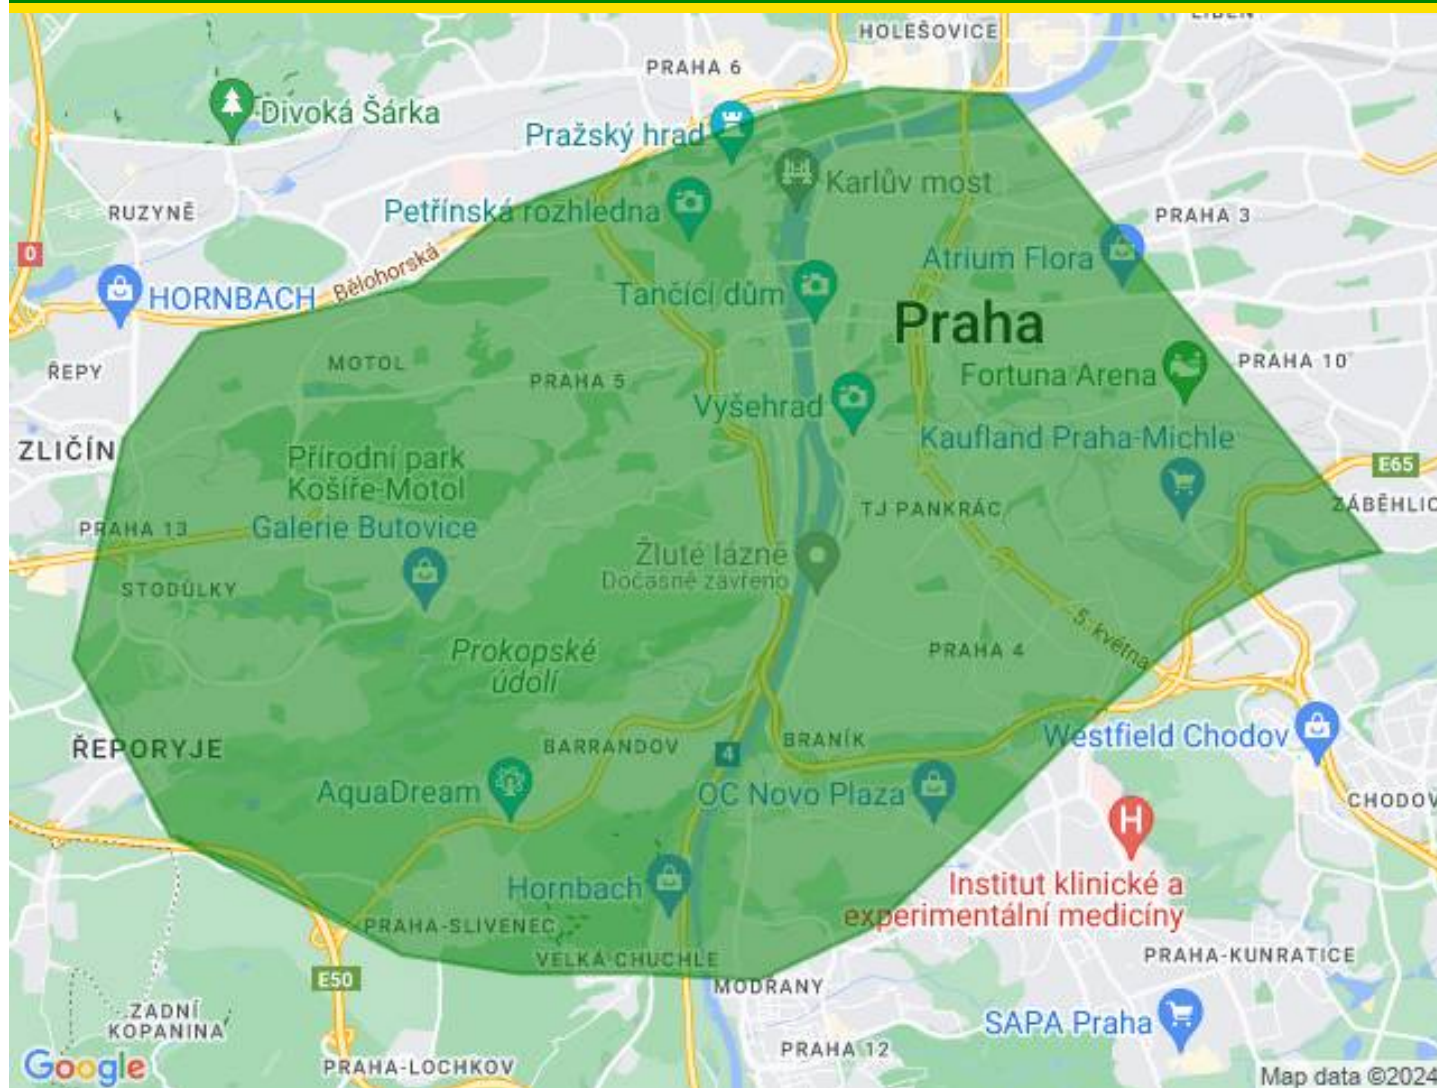 LIBEŇ
HOLEŠOVICE
PRAHA 6
Divoká Šárka
Pražský hrad
Karlův most
RUZYNĚ
Petřínská rozhledna
PRAHA 3
0
Bělohorská
Atrium Flora
HORNBACH
Tančící dům
Praha
ŘEPY
MOTOL
PRAHA 5
Fortuna Arena
PRAHA 10
Vyšehrad
Kaufland Praha-Michle
ZLIČÍN
Přírodní park
Košíře-Motol
E65
ZÁBĚHLIC
TJ PANKRÁC
PRAHA 13
Galerie Butovice
Žluté lázně
Dočasně zavřeno
STODŮLKY
5. května
Prokopské
údolí
PRAHA 4
ŘEPORYJE
BARRANDOV
4
BRANÍK
Westfield Chodov
AquaDream
OC Novo Plaza
CHODOV
H
Hornbach
Institut klinické a
experimentální medicíny
PRAHA-SLIVENEC
VELKÁ CHUCHLE
PRAHA-KUNRATICE
E50
MODŘANY
ZADNÍ
KOPANINA
SAPA Praha
PRAHA 12
Google
PRAHA-LOCHKOV
Map data ©2024